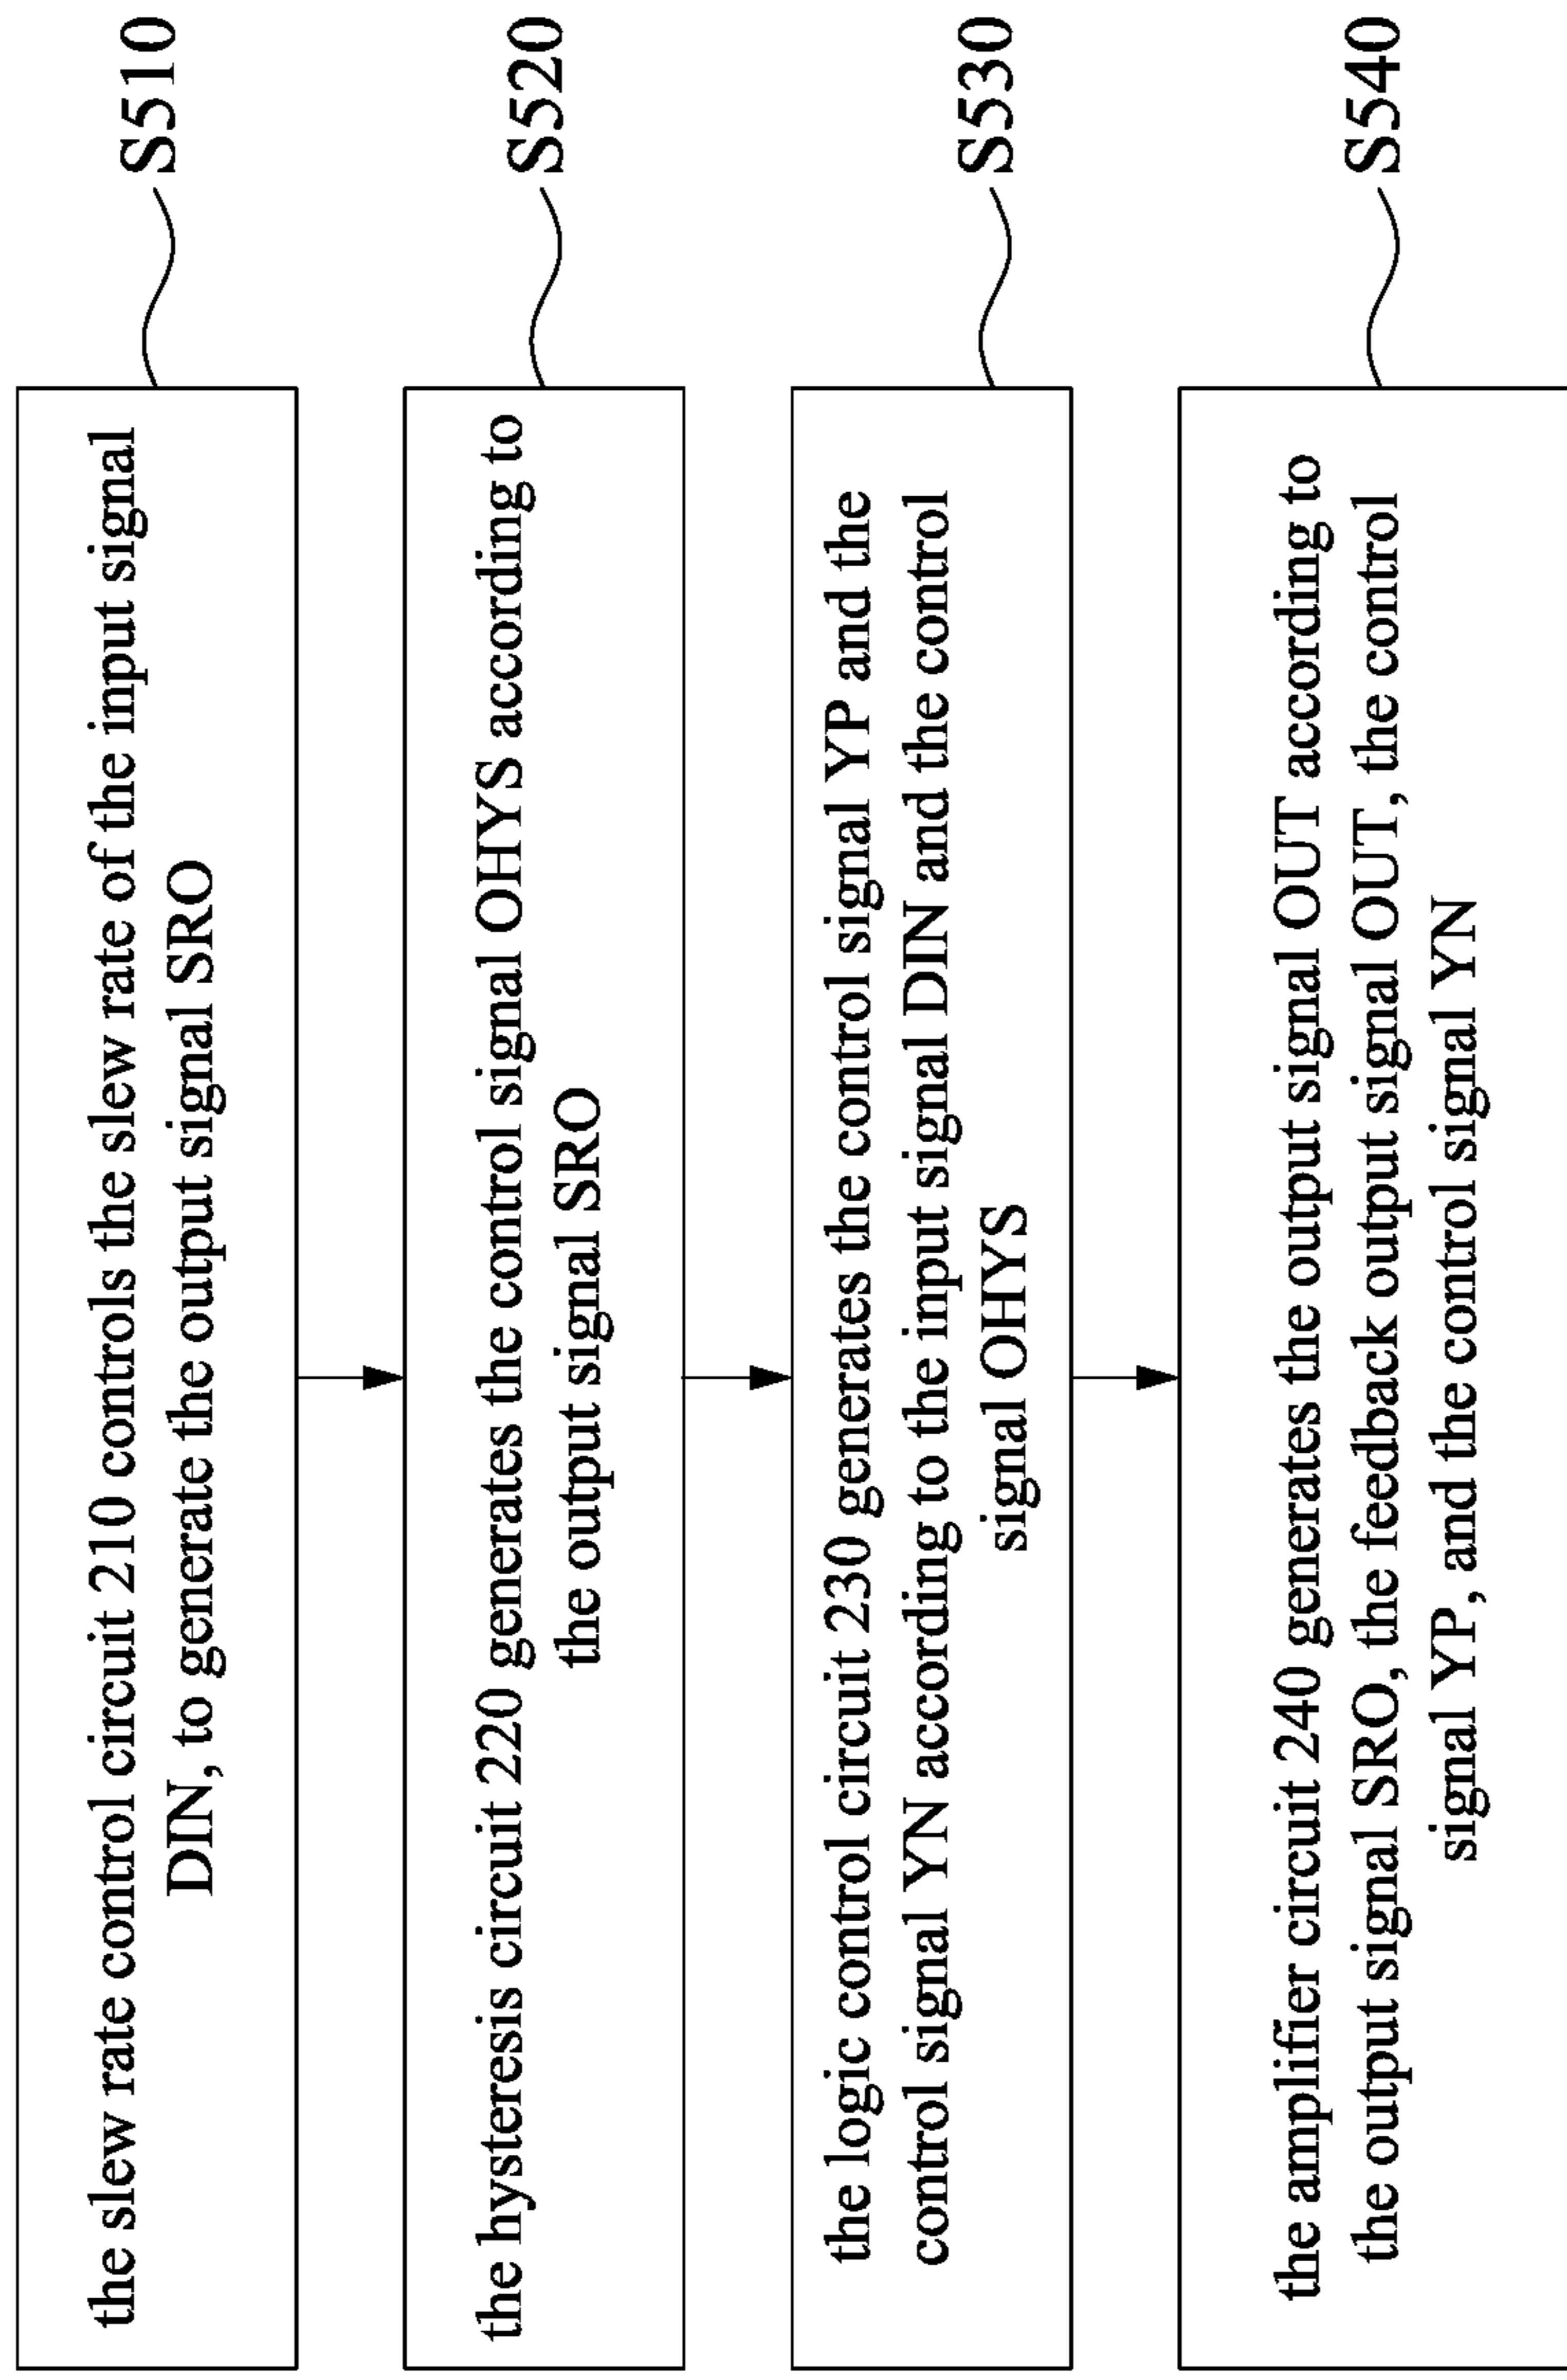 the slew rate control circuit 210 controls the slew rate of the input signal
DIN, to generate the output signal SRO
S510
the hysteresis circuit 220 generates the control signal OHYS according to
the output signal SRO
S520
the logic control circuit 230 generates the control signal YP and the
control signal YN according to the input signal DIN and the control
signal OHYS
S530
the amplifier circuit 240 generates the output signal OUT according to
the output signal SRO, the feedback output signal OUT, the control
signal YP, and the control signal YN
S540